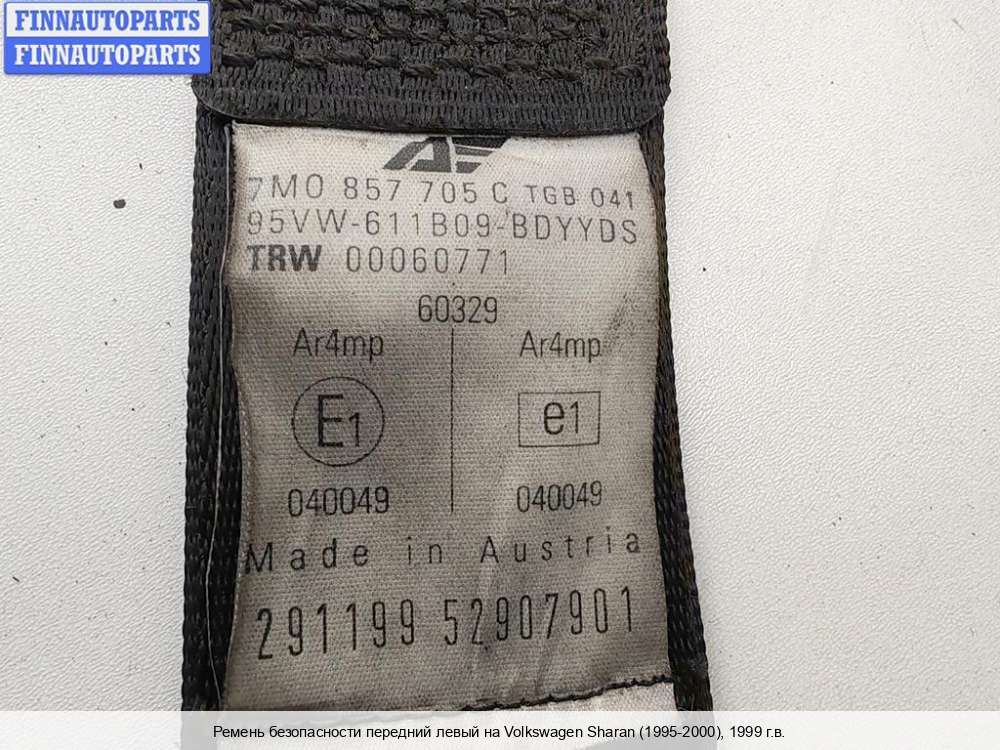 FINNAUTOPARTS
FINNAUTOPARTS
7M0 857 705 C TGB 041
95VW-611B09-BDYYDS
TRW 00060771
60329
Ar4mp Ar4mp
E1 e1
040049 040049
Made in Austria
291199 52907901
Ремень безопасности передний левый на Volkswagen Sharan (1995-2000), 1999 г.в.